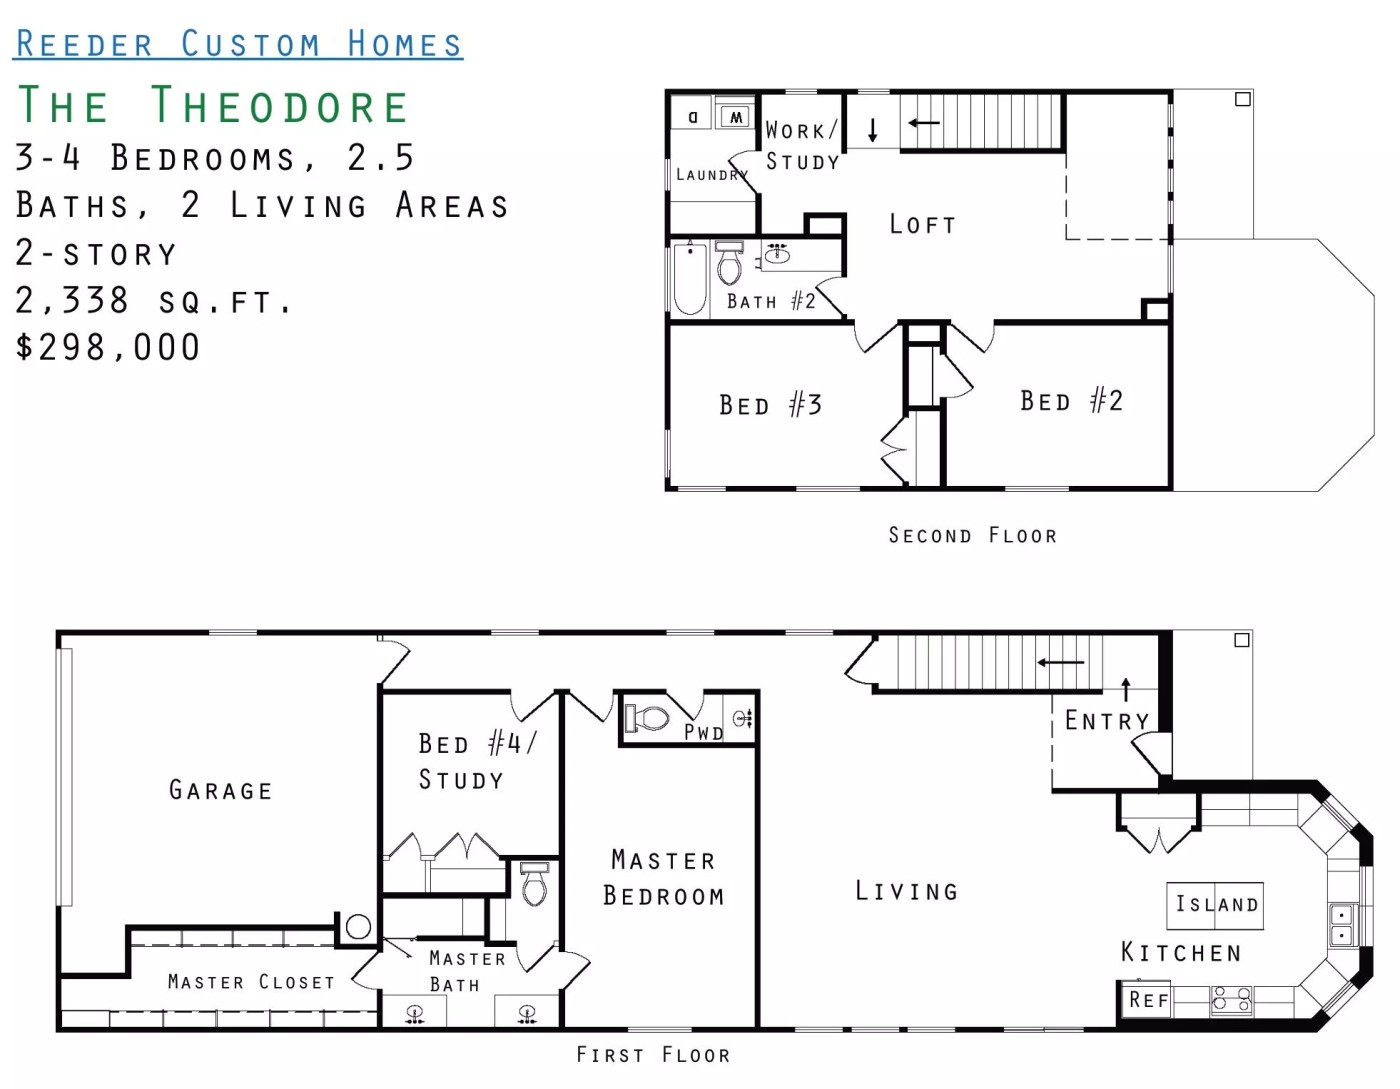 Reeder Custom Homes
The Theodore
3-4 Bedrooms, 2.5
Baths, 2 Living Areas
2-story
2,338 sq.ft.
$298,000
D
W
Work/
Study
Laundry
Loft
Bath #2
Bed #3
Bed #2
Second Floor
Entry
Pwd
Bed #4/
Study
Garage
Master
Bedroom
Living
Island
Kitchen
Master
Bath
Master Closet
Ref
First Floor